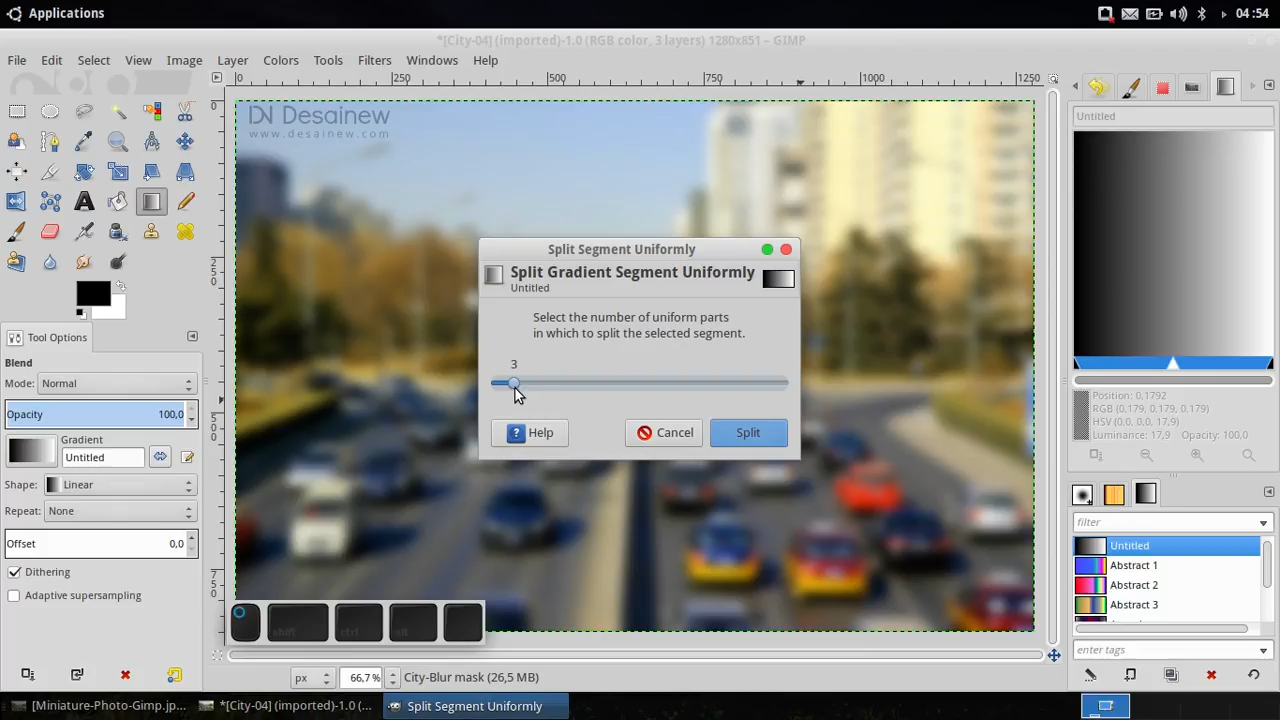 Applications
04:54
*[City-04] (imported)-1.0 (RGB color, 3 layers) 1280x851 – GIMP
File Edit Select View Image Layer Colors Tools Filters Windows Help
0 250 500 750 1000 1250
DN Desainew
www.desainew.com
Untitled
Split Segment Uniformly
Split Gradient Segment Uniformly
Untitled
Select the number of uniform parts
in which to split the selected segment.
3
Help Cancel Split
Tool Options
Blend
Mode: Normal
Opacity 100,0
Gradient
Untitled
Shape: Linear
Repeat: None
Offset 0,0
Dithering
Adaptive supersampling
Position: 0,1792
RGB (0,179, 0,179, 0,179)
HSV (0,0, 0,0, 17,9)
Luminance: 17,9 Opacity: 100,0
filter
Untitled
Abstract 1
Abstract 2
Abstract 3
enter tags
shift ctrl alt
px 66,7% City-Blur mask (26,5 MB)
[Miniature-Photo-Gimp.jp... *[City-04] (imported)-1.0 (... Split Segment Uniformly